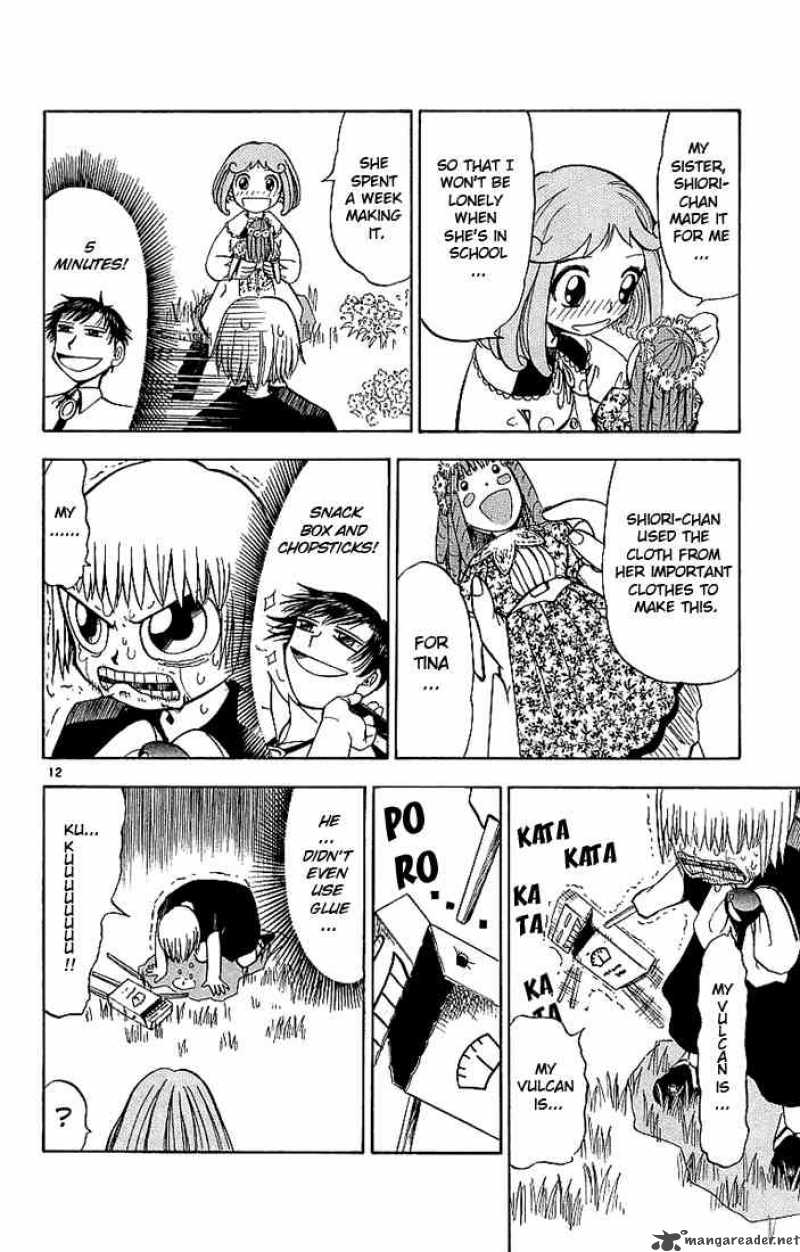 MY
SISTER,
SHIORI-
CHAN
MADE IT
FOR ME
...
SO THAT I
WON'T BE
LONELY
WHEN
SHE'S IN
SCHOOL
...
SHE
SPENT
A WEEK
MAKING
IT.
5
MINUTES!
SHIORI-CHAN
USED THE
CLOTH FROM
HER IMPORTANT
CLOTHES TO
MAKE THIS.
FOR
TINA
...
SNACK
BOX AND
CHOPSTICKS!
MY
......
12
KATA
KATA
KA
TA
KA
TA
MY
VULCAN
IS
...
MY
VULCAN
IS...
PO
RO...
HE
...
DIDN'T
EVEN
USE
GLUE
...
KU...
KUUUUUUU!!
?
mangareader.net